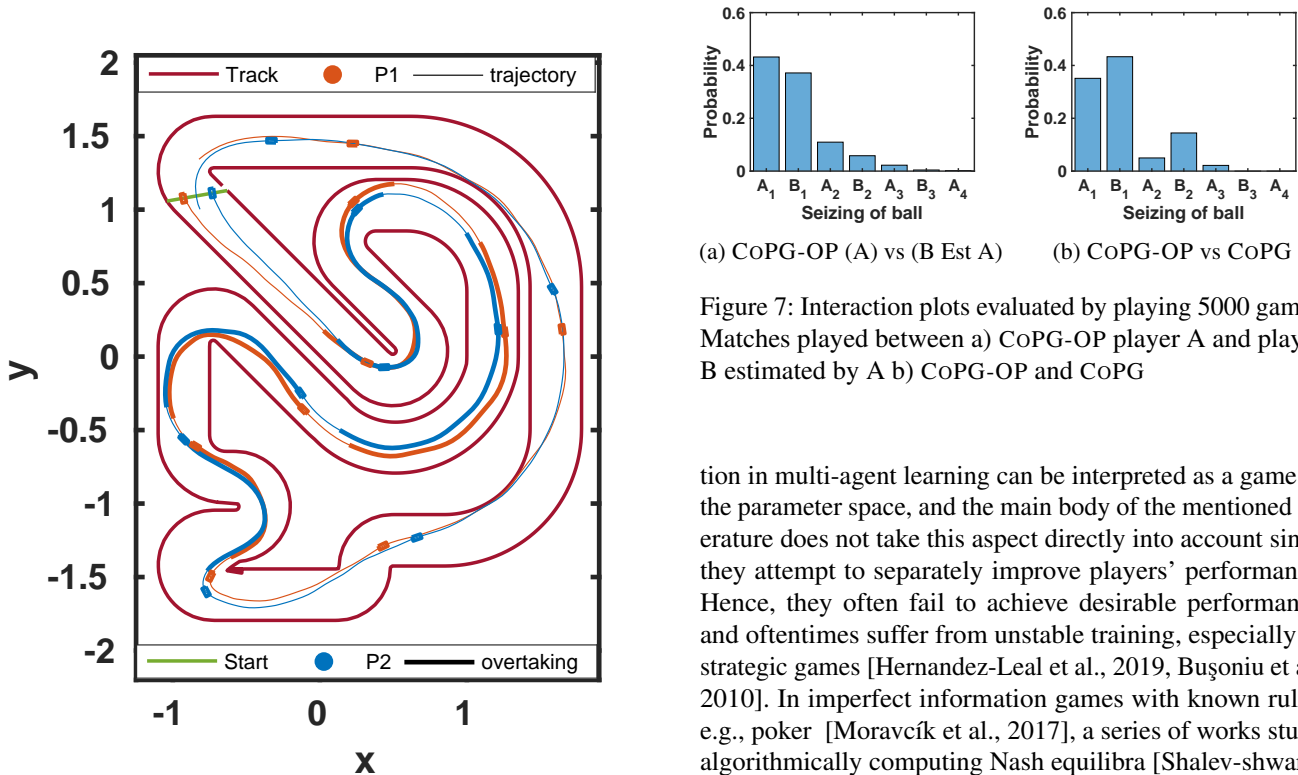 2
1.5
1
0.5
0
-0.5
-1
-1.5
-2
y
-1
0
1
x
Track
P1
trajectory
Start
P2
overtaking
0.6
0.4
0.2
0
Probability
A1 B1 A2 B2 A3 B3 A4
Seizing of ball
(a) COPG-OP (A) vs (B Est A)
0.6
0.4
0.2
0
Probability
A1 B1 A2 B2 A3 B3 A4
Seizing of ball
(b) COPG-OP vs COPG
Figure 7: Interaction plots evaluated by playing 5000 gam
Matches played between a) COPG-OP player A and play
B estimated by A b) COPG-OP and COPG
tion in multi-agent learning can be interpreted as a game
the parameter space, and the main body of the mentioned
erature does not take this aspect directly into account sin
they attempt to separately improve players' performan
Hence, they often fail to achieve desirable performan
and oftentimes suffer from unstable training, especially
strategic games [Hernandez-Leal et al., 2019, Buşoniu et a
2010]. In imperfect information games with known rul
e.g., poker [Moravcík et al., 2017], a series of works stu
algorithmically computing Nash equilibra [Shalev-shwar